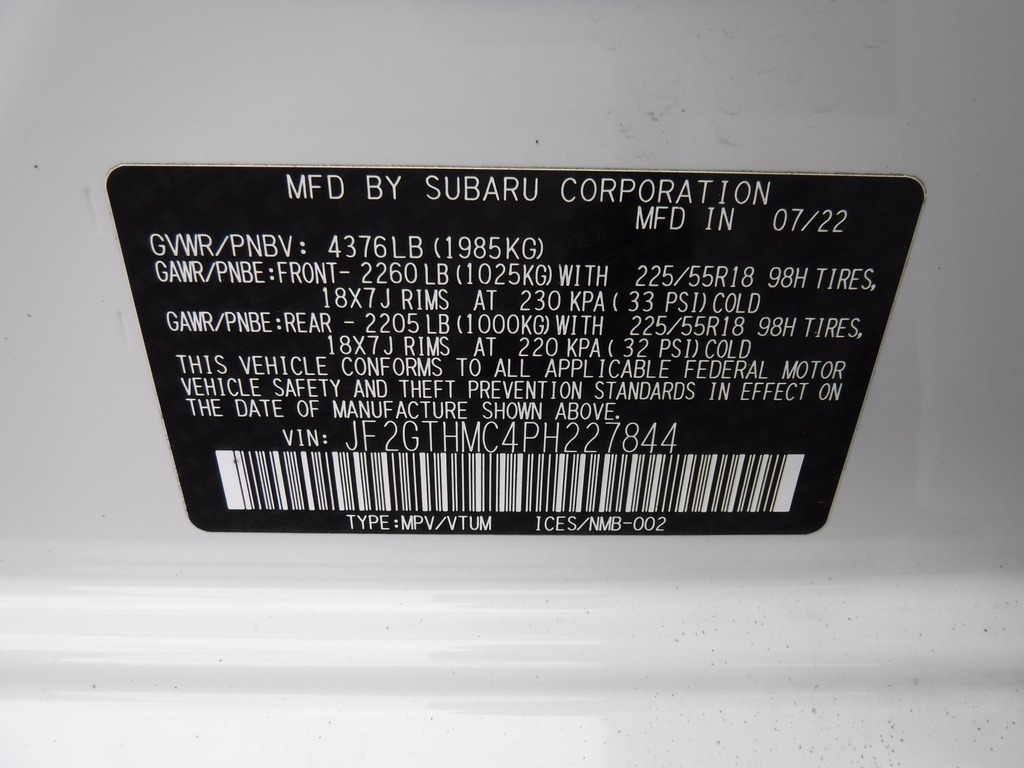 MFD BY SUBARU CORPORATION
MFD IN 07/22
GVWR/PNBV: 4376LB (1985KG)
GAWR/PNBE:FRONT- 2260 LB (1025KG) WITH 225/55R18 98H TIRES,
18X7J RIMS AT 230 KPA ( 33 PSI) COLD
GAWR/PNBE:REAR - 2205 LB (1000KG) WITH 225/55R18 98H TIRES,
18X7J RIMS AT 220 KPA ( 32 PSI) COLD
THIS VEHICLE CONFORMS TO ALL APPLICABLE FEDERAL MOTOR
VEHICLE SAFETY AND THEFT PREVENTION STANDARDS IN EFFECT ON
THE DATE OF MANUFACTURE SHOWN ABOVE.
VIN: JF2GTHMC4PH227844
TYPE:MPV/VTUM ICES/NMB-002